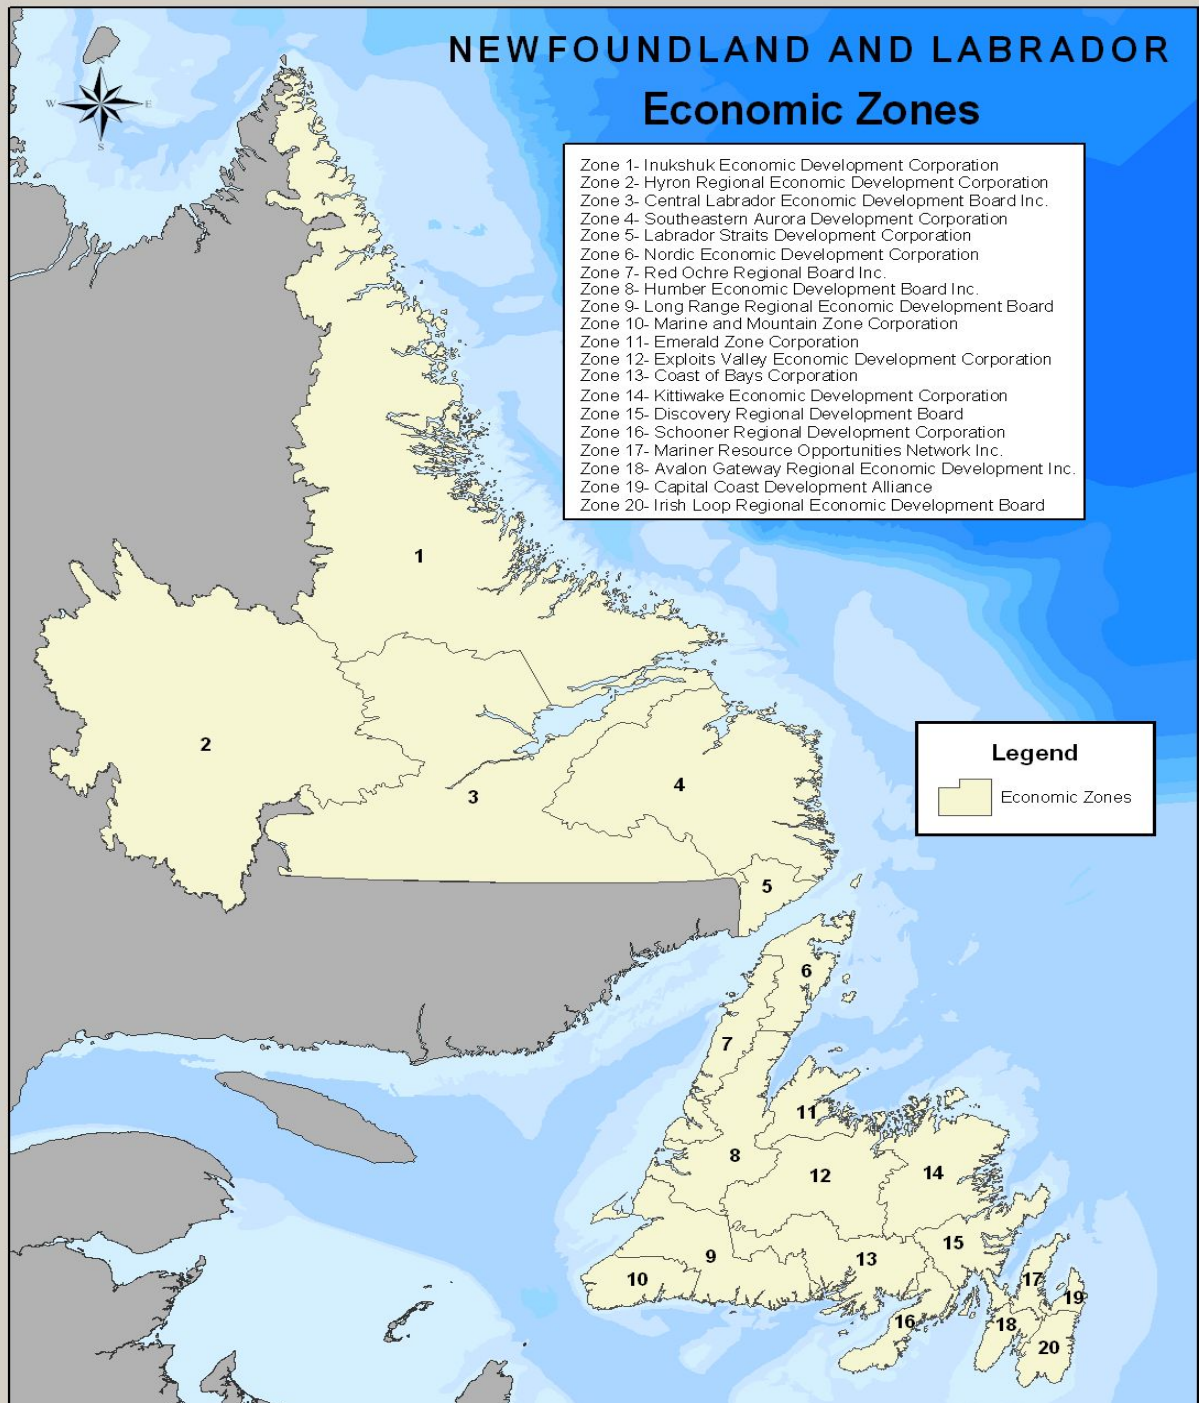 NEWFOUNDLAND AND LABRADOR
Economic Zones
W E
S
Zone 1- Inukshuk Economic Development Corporation
Zone 2- Hyron Regional Economic Development Corporation
Zone 3- Central Labrador Economic Development Board Inc.
Zone 4- Southeastern Aurora Development Corporation
Zone 5- Labrador Straits Development Corporation
Zone 6- Nordic Economic Development Corporation
Zone 7- Red Ochre Regional Board Inc.
Zone 8- Humber Economic Development Board Inc.
Zone 9- Long Range Regional Economic Development Board
Zone 10- Marine and Mountain Zone Corporation
Zone 11- Emerald Zone Corporation
Zone 12- Exploits Valley Economic Development Corporation
Zone 13- Coast of Bays Corporation
Zone 14- Kittiwake Economic Development Corporation
Zone 15- Discovery Regional Development Board
Zone 16- Schooner Regional Development Corporation
Zone 17- Mariner Resource Opportunities Network Inc.
Zone 18- Avalon Gateway Regional Economic Development Inc.
Zone 19- Capital Coast Development Alliance
Zone 20- Irish Loop Regional Economic Development Board
1
2
3
4
Legend
Economic Zones
5
6
7
11
8
12
14
15
9
13
10
17
19
16
18
20